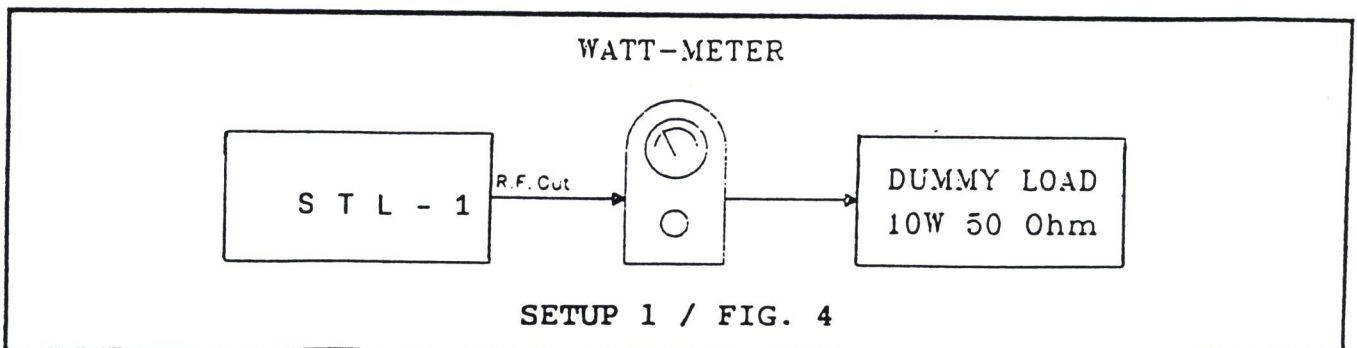 WATT-METER
S T L - 1
R.F. Out
DUMMY LOAD
10W 50 Ohm
SETUP 1 / FIG. 4